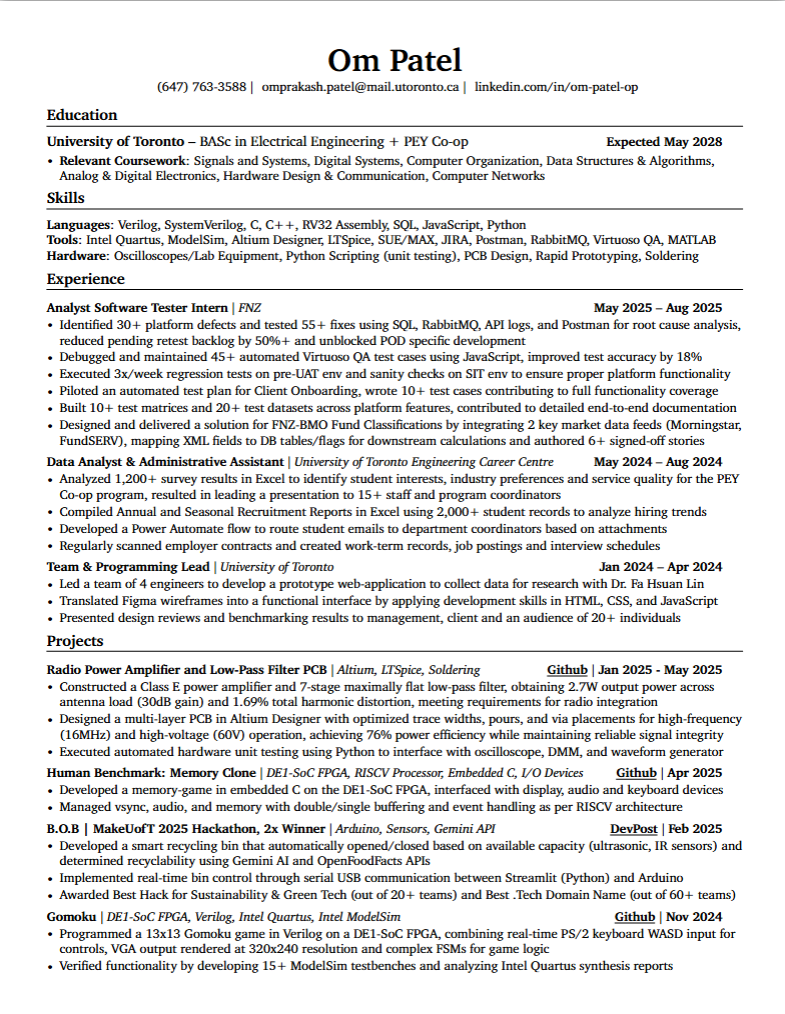 Om Patel
(647) 763-3588 | omprakash.patel@mail.utoronto.ca | linkedin.com/in/om-patel-op
Education
University of Toronto – BASc in Electrical Engineering + PEY Co-op Expected May 2028
• Relevant Coursework: Signals and Systems, Digital Systems, Computer Organization, Data Structures & Algorithms,
Analog & Digital Electronics, Hardware Design & Communication, Computer Networks
Skills
Languages: Verilog, SystemVerilog, C, C++, RV32 Assembly, SQL, JavaScript, Python
Tools: Intel Quartus, ModelSim, Altium Designer, LTSpice, SUE/MAX, JIRA, Postman, RabbitMQ, Virtuoso QA, MATLAB
Hardware: Oscilloscopes/Lab Equipment, Python Scripting (unit testing), PCB Design, Rapid Prototyping, Soldering
Experience
Analyst Software Tester Intern | FNZ May 2025 – Aug 2025
• Identified 30+ platform defects and tested 55+ fixes using SQL, RabbitMQ, API logs, and Postman for root cause analysis,
reduced pending retest backlog by 50%+ and unblocked POD specific development
• Debugged and maintained 45+ automated Virtuoso QA test cases using JavaScript, improved test accuracy by 18%
• Executed 3x/week regression tests on pre-UAT env and sanity checks on SIT env to ensure proper platform functionality
• Piloted an automated test plan for Client Onboarding, wrote 10+ test cases contributing to full functionality coverage
• Built 10+ test matrices and 20+ test datasets across platform features, contributed to detailed end-to-end documentation
• Designed and delivered a solution for FNZ-BMO Fund Classifications by integrating 2 key market data feeds (Morningstar,
FundSERV), mapping XML fields to DB tables/flags for downstream calculations and authored 6+ signed-off stories
Data Analyst & Administrative Assistant | University of Toronto Engineering Career Centre May 2024 – Aug 2024
• Analyzed 1,200+ survey results in Excel to identify student interests, industry preferences and service quality for the PEY
Co-op program, resulted in leading a presentation to 15+ staff and program coordinators
• Compiled Annual and Seasonal Recruitment Reports in Excel using 2,000+ student records to analyze hiring trends
• Developed a Power Automate flow to route student emails to department coordinators based on attachments
• Regularly scanned employer contracts and created work-term records, job postings and interview schedules
Team & Programming Lead | University of Toronto Jan 2024 – Apr 2024
• Led a team of 4 engineers to develop a prototype web-application to collect data for research with Dr. Fa Hsuan Lin
• Translated Figma wireframes into a functional interface by applying development skills in HTML, CSS, and JavaScript
• Presented design reviews and benchmarking results to management, client and an audience of 20+ individuals
Projects
Radio Power Amplifier and Low-Pass Filter PCB | Altium, LTSpice, Soldering Github | Jan 2025 - May 2025
• Constructed a Class E power amplifier and 7-stage maximally flat low-pass filter, obtaining 2.7W output power across
antenna load (30dB gain) and 1.69% total harmonic distortion, meeting requirements for radio integration
• Designed a multi-layer PCB in Altium Designer with optimized trace widths, pours, and via placements for high-frequency
(16MHz) and high-voltage (60V) operation, achieving 76% power efficiency while maintaining reliable signal integrity
• Executed automated hardware unit testing using Python to interface with oscilloscope, DMM, and waveform generator
Human Benchmark: Memory Clone | DE1-SoC FPGA, RISCV Processor, Embedded C, I/O Devices Github | Apr 2025
• Developed a memory-game in embedded C on the DE1-SoC FPGA, interfaced with display, audio and keyboard devices
• Managed vsync, audio, and memory with double/single buffering and event handling as per RISCV architecture
B.O.B | MakeUofT 2025 Hackathon, 2x Winner | Arduino, Sensors, Gemini API DevPost | Feb 2025
• Developed a smart recycling bin that automatically opened/closed based on available capacity (ultrasonic, IR sensors) and
determined recyclability using Gemini AI and OpenFoodFacts APIs
• Implemented real-time bin control through serial USB communication between Streamlit (Python) and Arduino
• Awarded Best Hack for Sustainability & Green Tech (out of 20+ teams) and Best .Tech Domain Name (out of 60+ teams)
Gomoku | DE1-SoC FPGA, Verilog, Intel Quartus, Intel ModelSim Github | Nov 2024
• Programmed a 13x13 Gomoku game in Verilog on a DE1-SoC FPGA, combining real-time PS/2 keyboard WASD input for
controls, VGA output rendered at 320x240 resolution and complex FSMs for game logic
• Verified functionality by developing 15+ ModelSim testbenches and analyzing Intel Quartus synthesis reports